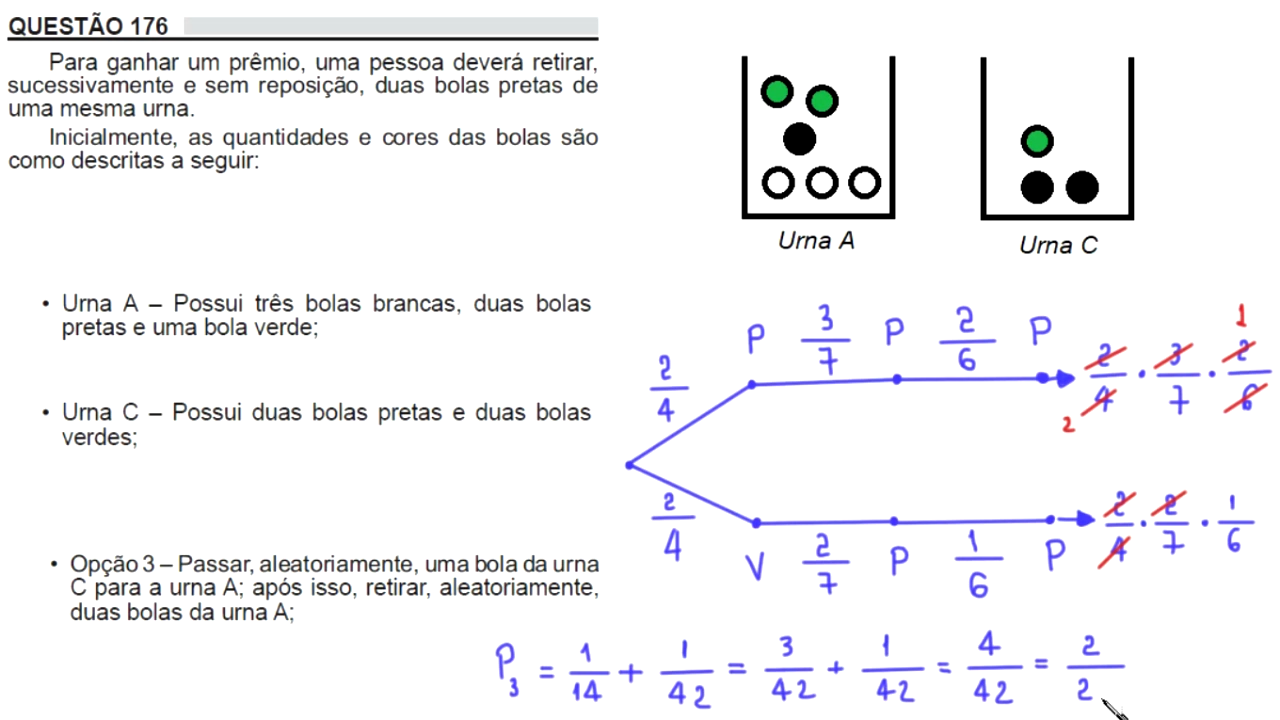 QUESTÃO 176
Para ganhar um prêmio, uma pessoa deverá retirar,
sucessivamente e sem reposição, duas bolas pretas de
uma mesma urna.
Inicialmente, as quantidades e cores das bolas são
como descritas a seguir:
Urna A
Urna C
• Urna A – Possui três bolas brancas, duas bolas
pretas e uma bola verde;
• Urna C – Possui duas bolas pretas e duas bolas
verdes;
• Opção 3 – Passar, aleatoriamente, uma bola da urna
C para a urna A; após isso, retirar, aleatoriamente,
duas bolas da urna A;
2/4 P 3/7 P 2/6 P 2/4 · 3/7 · 2/6
1
2
2/4 V 2/7 P 1/6 P 2/4 · 2/7 · 1/6
P3 = 1/14 + 1/42 = 3/42 + 1/42 = 4/42 = 2/2